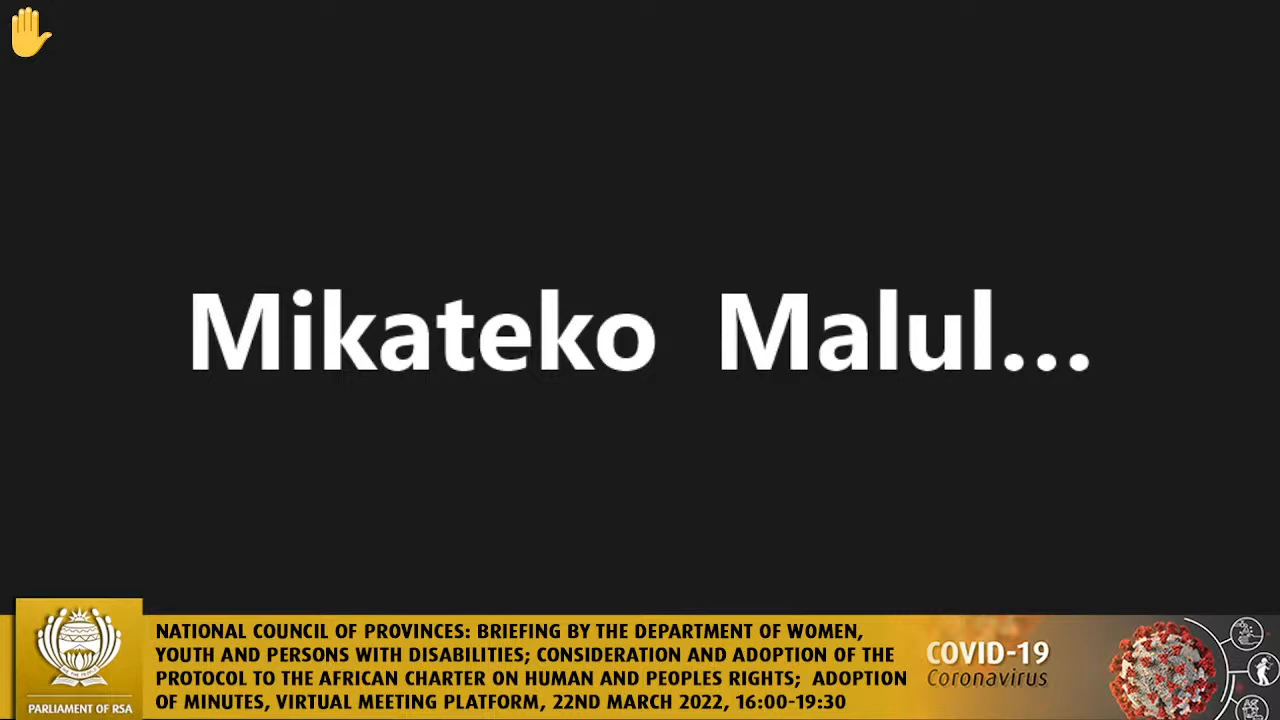 Mikateko Malul...
NATIONAL COUNCIL OF PROVINCES: BRIEFING BY THE DEPARTMENT OF WOMEN,
YOUTH AND PERSONS WITH DISABILITIES; CONSIDERATION AND ADOPTION OF THE
PROTOCOL TO THE AFRICAN CHARTER ON HUMAN AND PEOPLES RIGHTS; ADOPTION
OF MINUTES, VIRTUAL MEETING PLATFORM, 22ND MARCH 2022, 16:00-19:30
PARLIAMENT OF RSA
COVID-19
Coronavirus